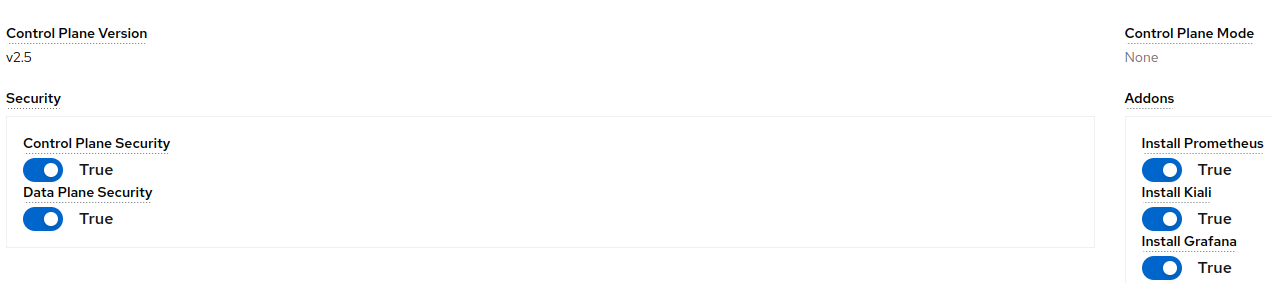 Control Plane Version
v2.5
Control Plane Mode
None
Security
Control Plane Security
True
Data Plane Security
True
Addons
Install Prometheus
True
Install Kiali
True
Install Grafana
True